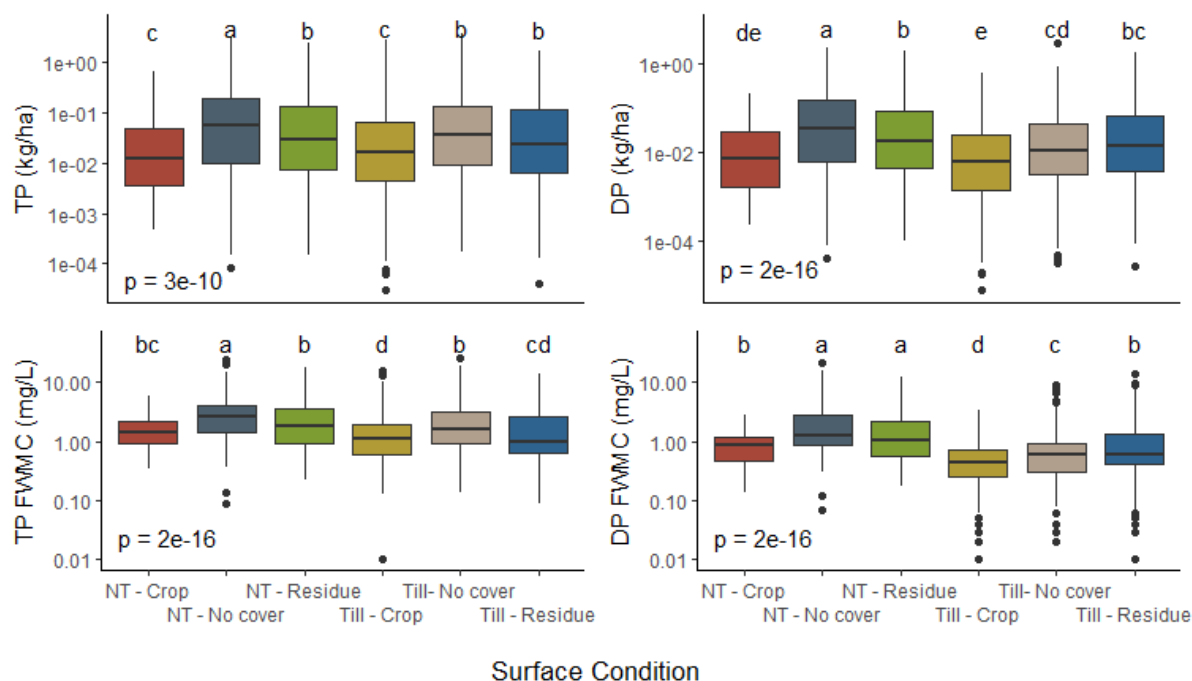 c a b c b b
TP (kg/ha)
1e+00
1e-01
1e-02
1e-03
1e-04
p = 3e-10
de a b e cd bc
DP (kg/ha)
1e+00
1e-02
1e-04
p = 2e-16
bc a b d b cd
TP FWMC (mg/L)
10.00
1.00
0.10
0.01
p = 2e-16
NT - Crop NT - Residue Till- No cover
NT - No cover Till - Crop Till - Residue
b a a d c b
DP FWMC (mg/L)
10.00
1.00
0.10
0.01
p = 2e-16
NT - Crop NT - Residue Till- No cover
NT - No cover Till - Crop Till - Residue
Surface Condition